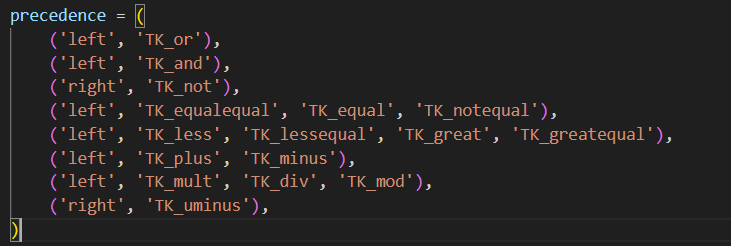 precedence = (
    ('left', 'TK_or'),
    ('left', 'TK_and'),
    ('right', 'TK_not'),
    ('left', 'TK_equalequal', 'TK_equal', 'TK_notequal'),
    ('left', 'TK_less', 'TK_lessequal', 'TK_great', 'TK_greatequal'),
    ('left', 'TK_plus', 'TK_minus'),
    ('left', 'TK_mult', 'TK_div', 'TK_mod'),
    ('right', 'TK_uminus'),
)